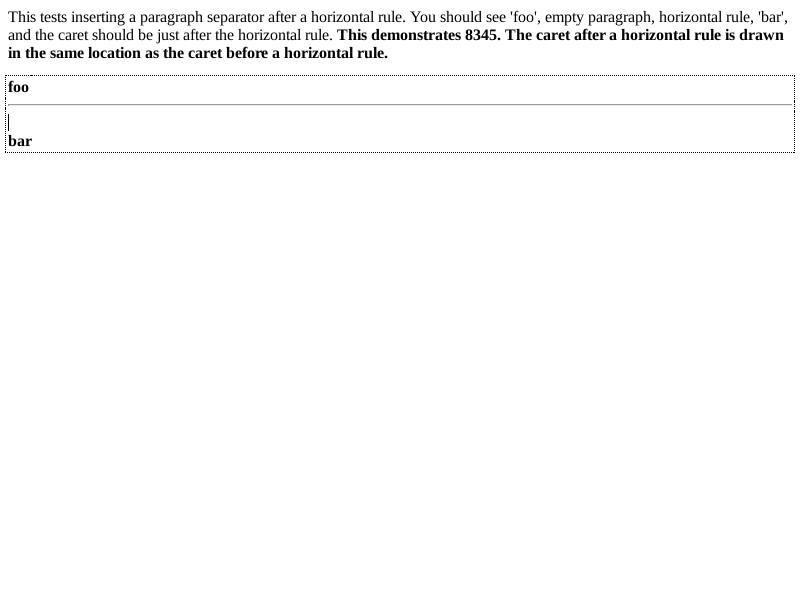 This tests inserting a paragraph separator after a horizontal rule. You should see 'foo', empty paragraph, horizontal rule, 'bar',
and the caret should be just after the horizontal rule. This demonstrates 8345. The caret after a horizontal rule is drawn
in the same location as the caret before a horizontal rule.
foo
bar